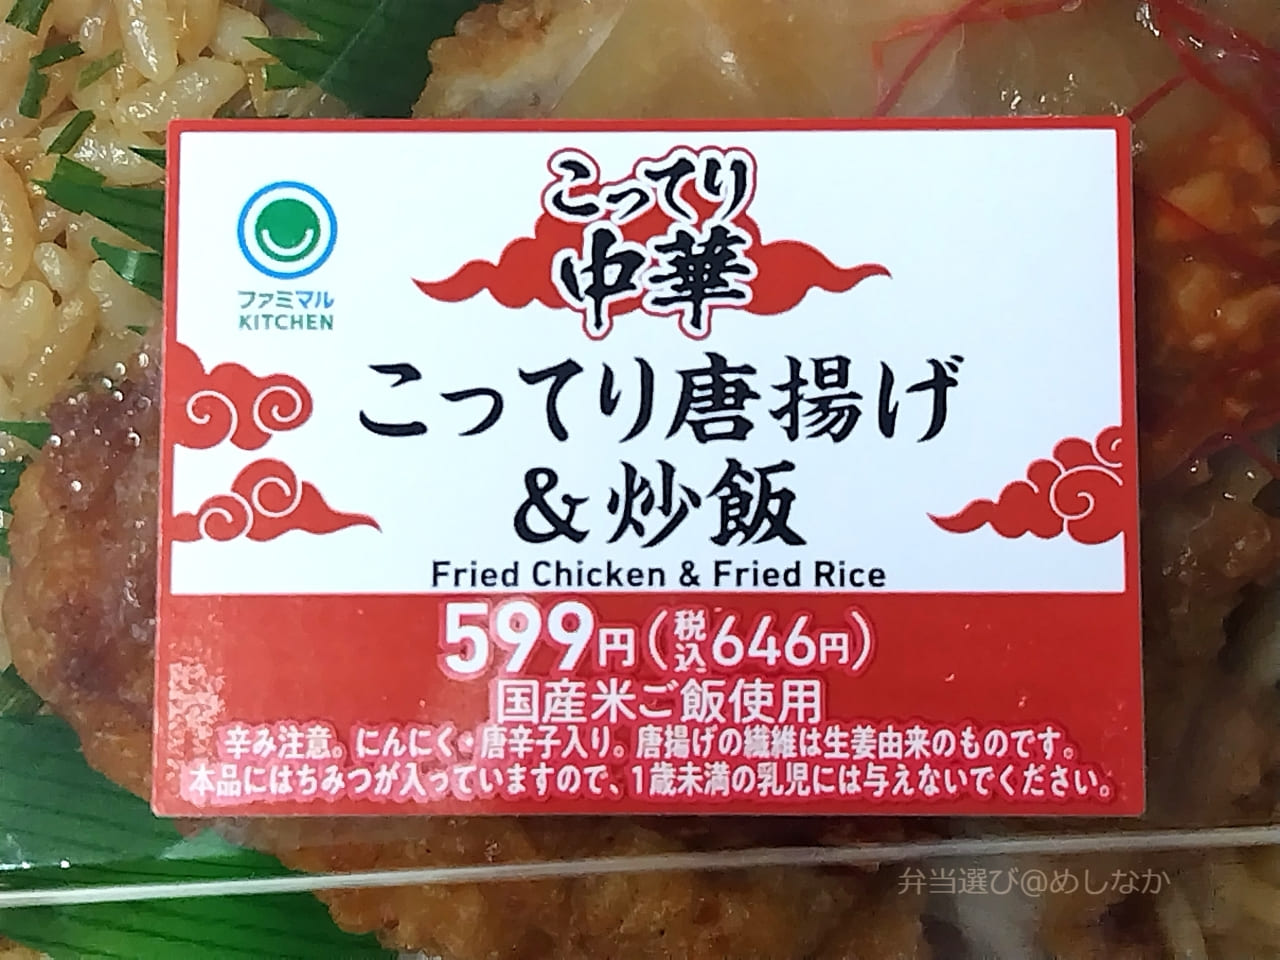 こってり
中華
ファミマル
KITCHEN
こってり唐揚げ
&炒飯
Fried Chicken & Fried Rice
599円(税込646円)
国産米ご飯使用
辛み注意。にんにく・唐辛子入り。唐揚げの繊維は生姜由来のものです。
本品にはちみつが入っていますので、1歳未満の乳児には与えないでください。
弁当選び@めしなか